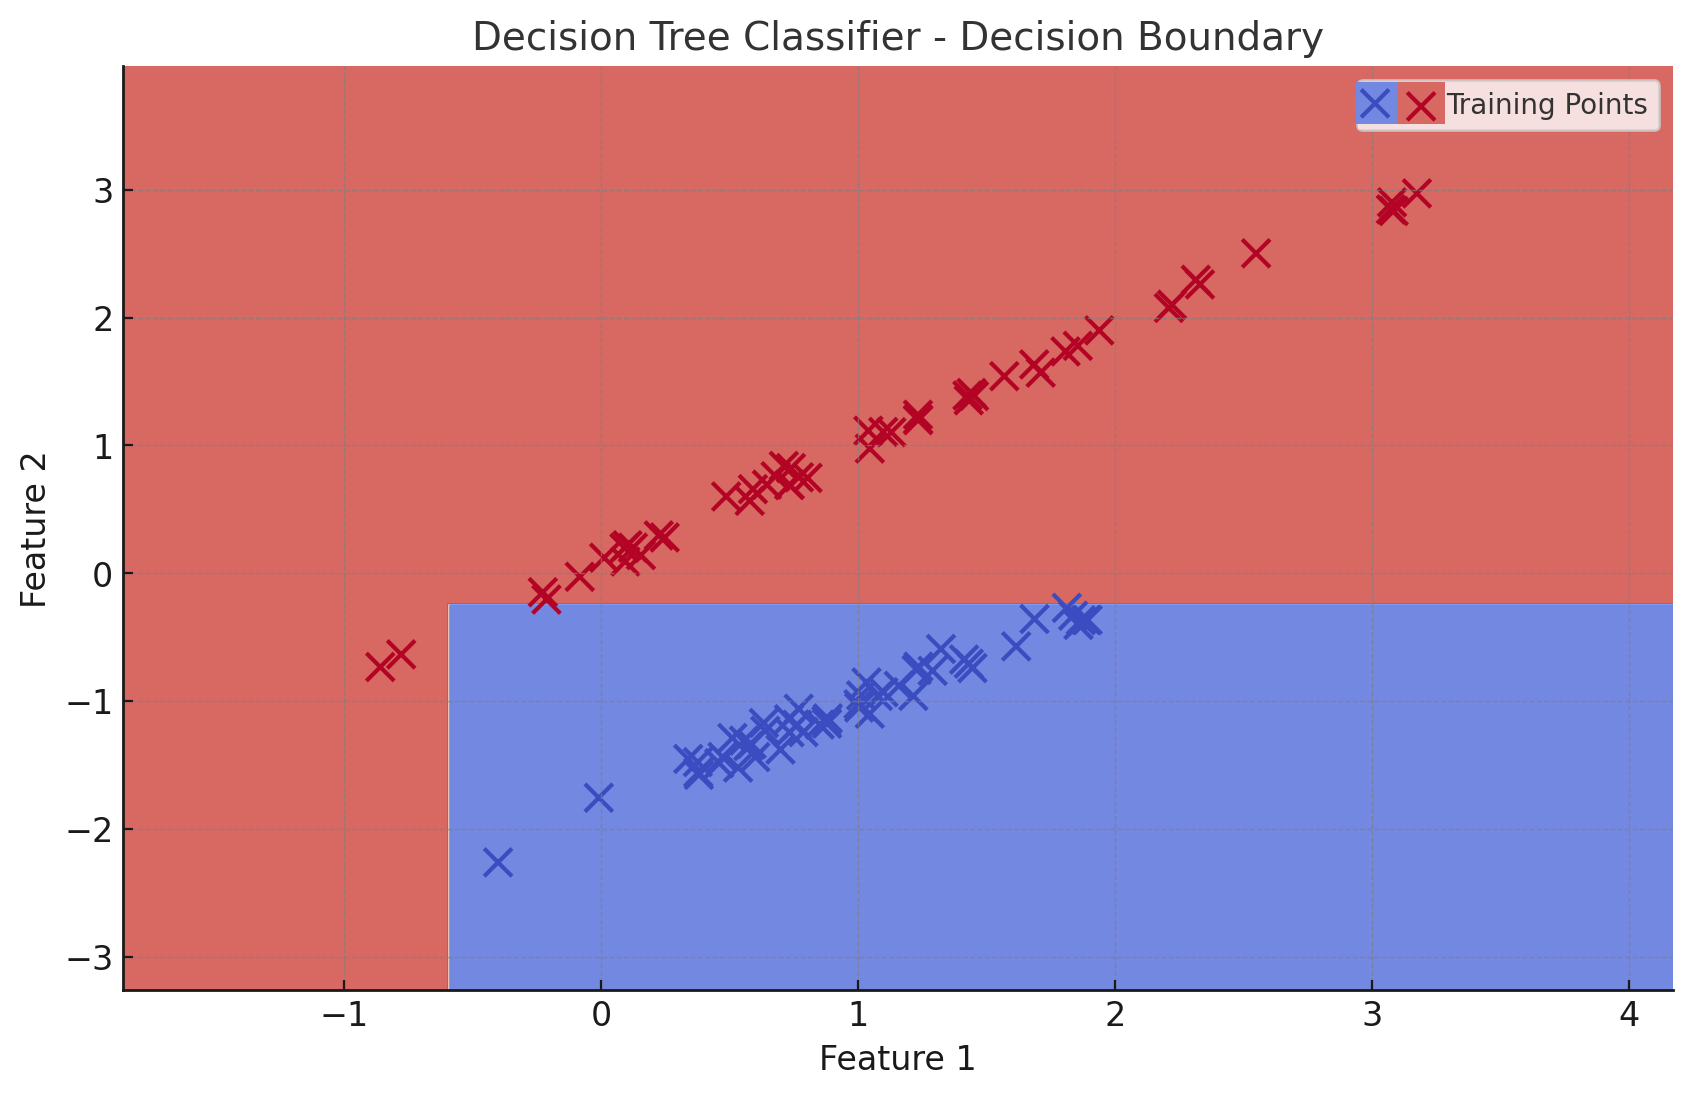 Decision Tree Classifier - Decision Boundary
Training Points
3
2
1
0
−1
−2
−3
Feature 2
−1 0 1 2 3 4
Feature 1